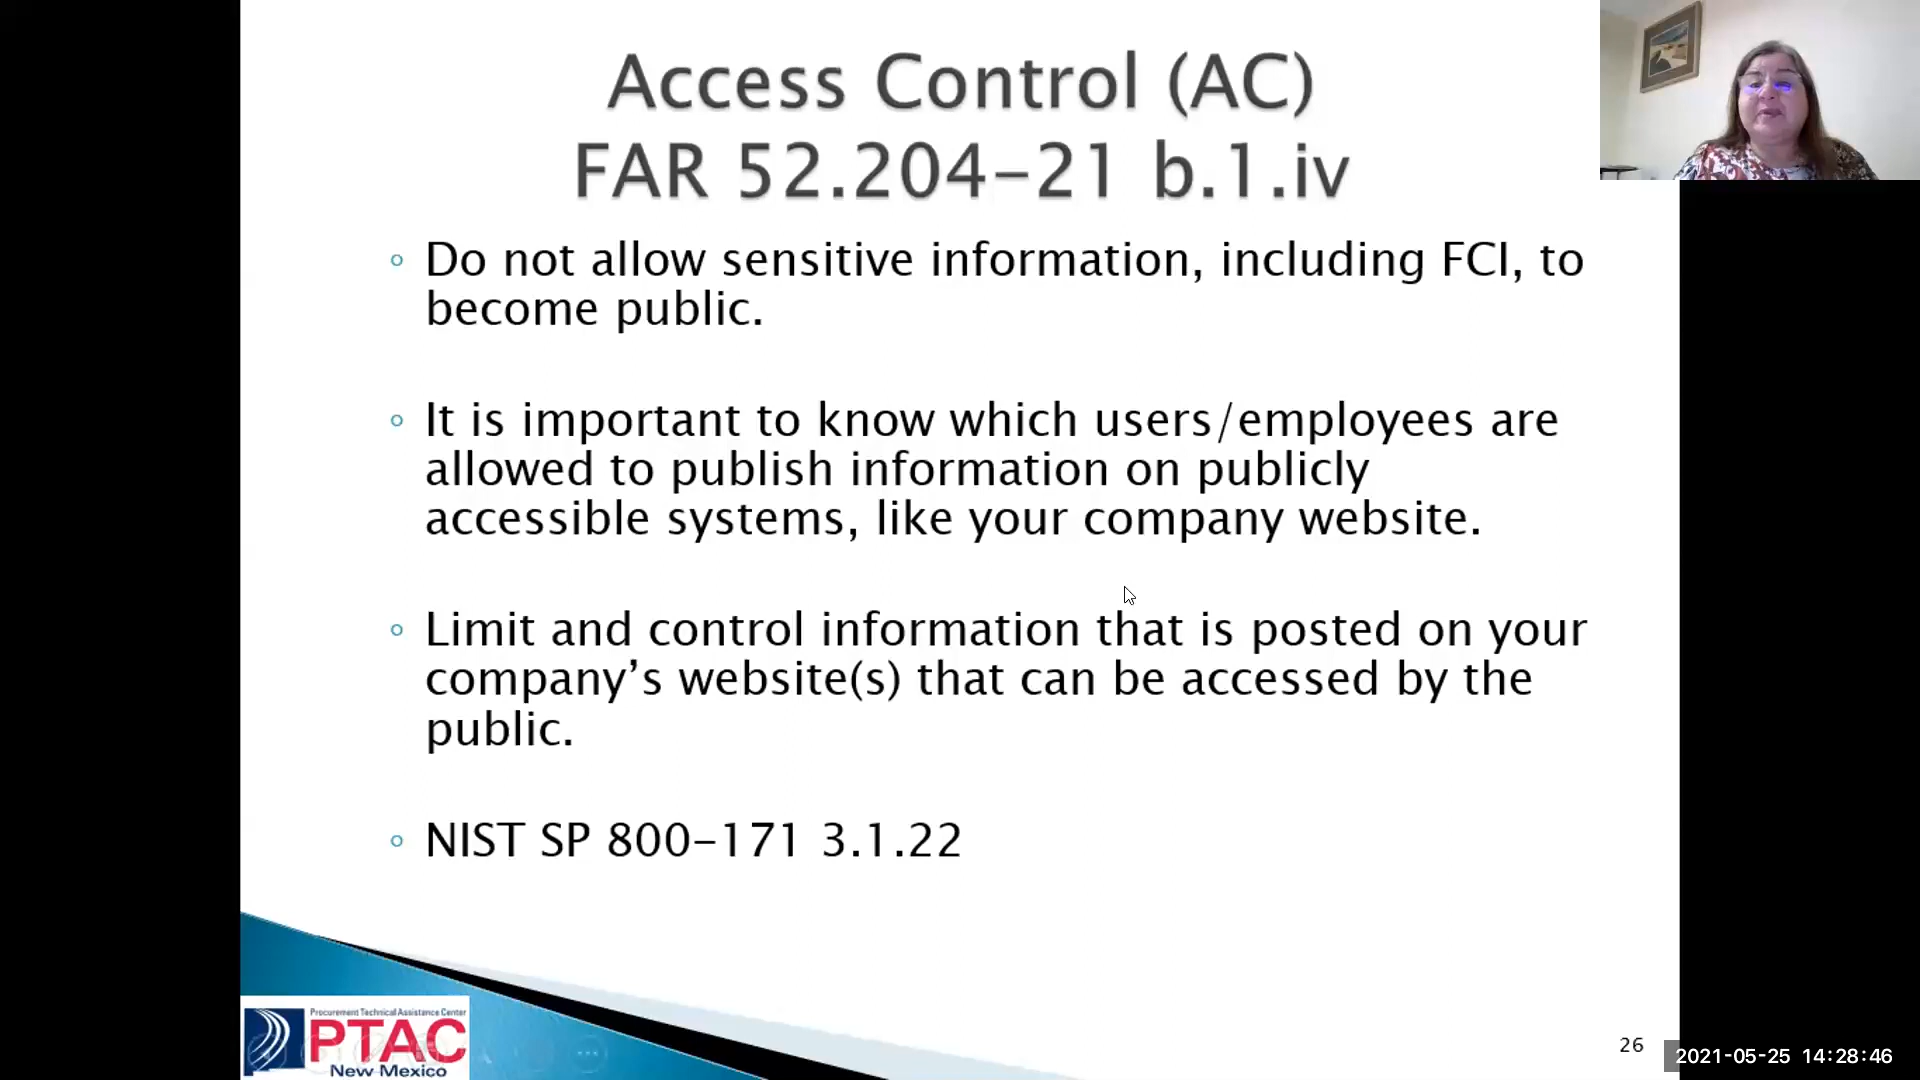 Access Control (AC)
FAR 52.204-21 b.1.iv
Do not allow sensitive information, including FCI, to
become public.
It is important to know which users/employees are
allowed to publish information on publicly
accessible systems, like your company website.
Limit and control information that is posted on your
company’s website(s) that can be accessed by the
public.
NIST SP 800-171 3.1.22
Procurement Technical Assistance Center
PTAC
New Mexico
26
2021-05-25 14:28:46